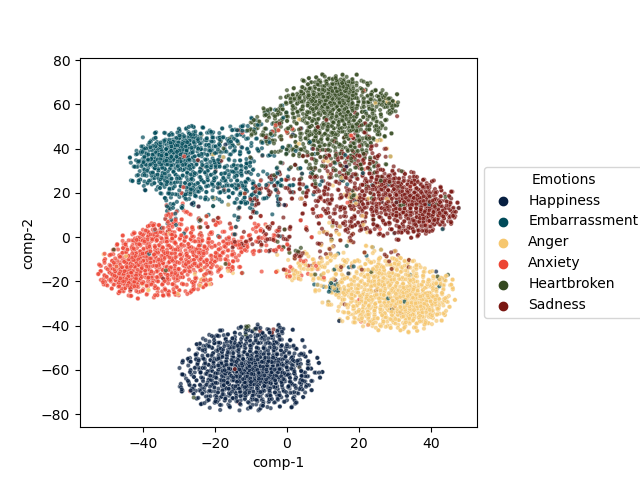 80
60
40
20
0
−20
−40
−60
−80
comp-2
−40
−20
0
20
40
comp-1
Emotions
Happiness
Embarrassment
Anger
Anxiety
Heartbroken
Sadness